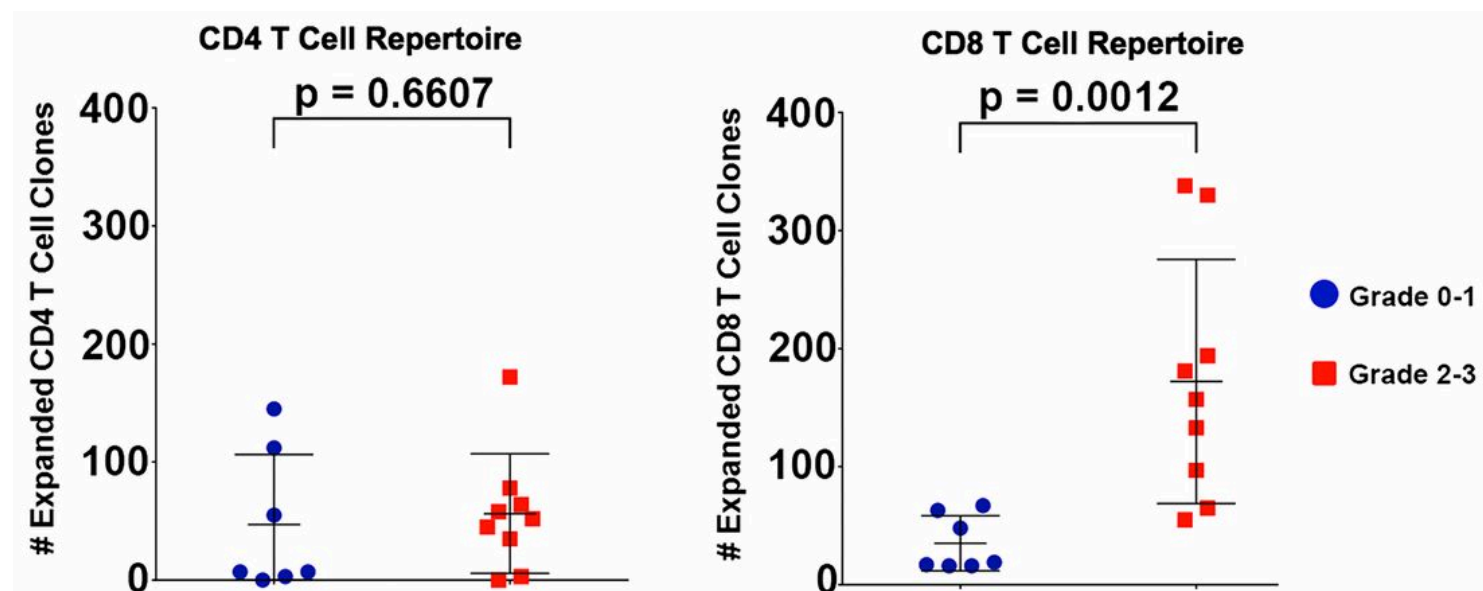 CD4 T Cell Repertoire
p = 0.6607
# Expanded CD4 T Cell Clones
400
300
200
100
0
CD8 T Cell Repertoire
p = 0.0012
# Expanded CD8 T Cell Clones
400
300
200
100
0
Grade 0-1
Grade 2-3